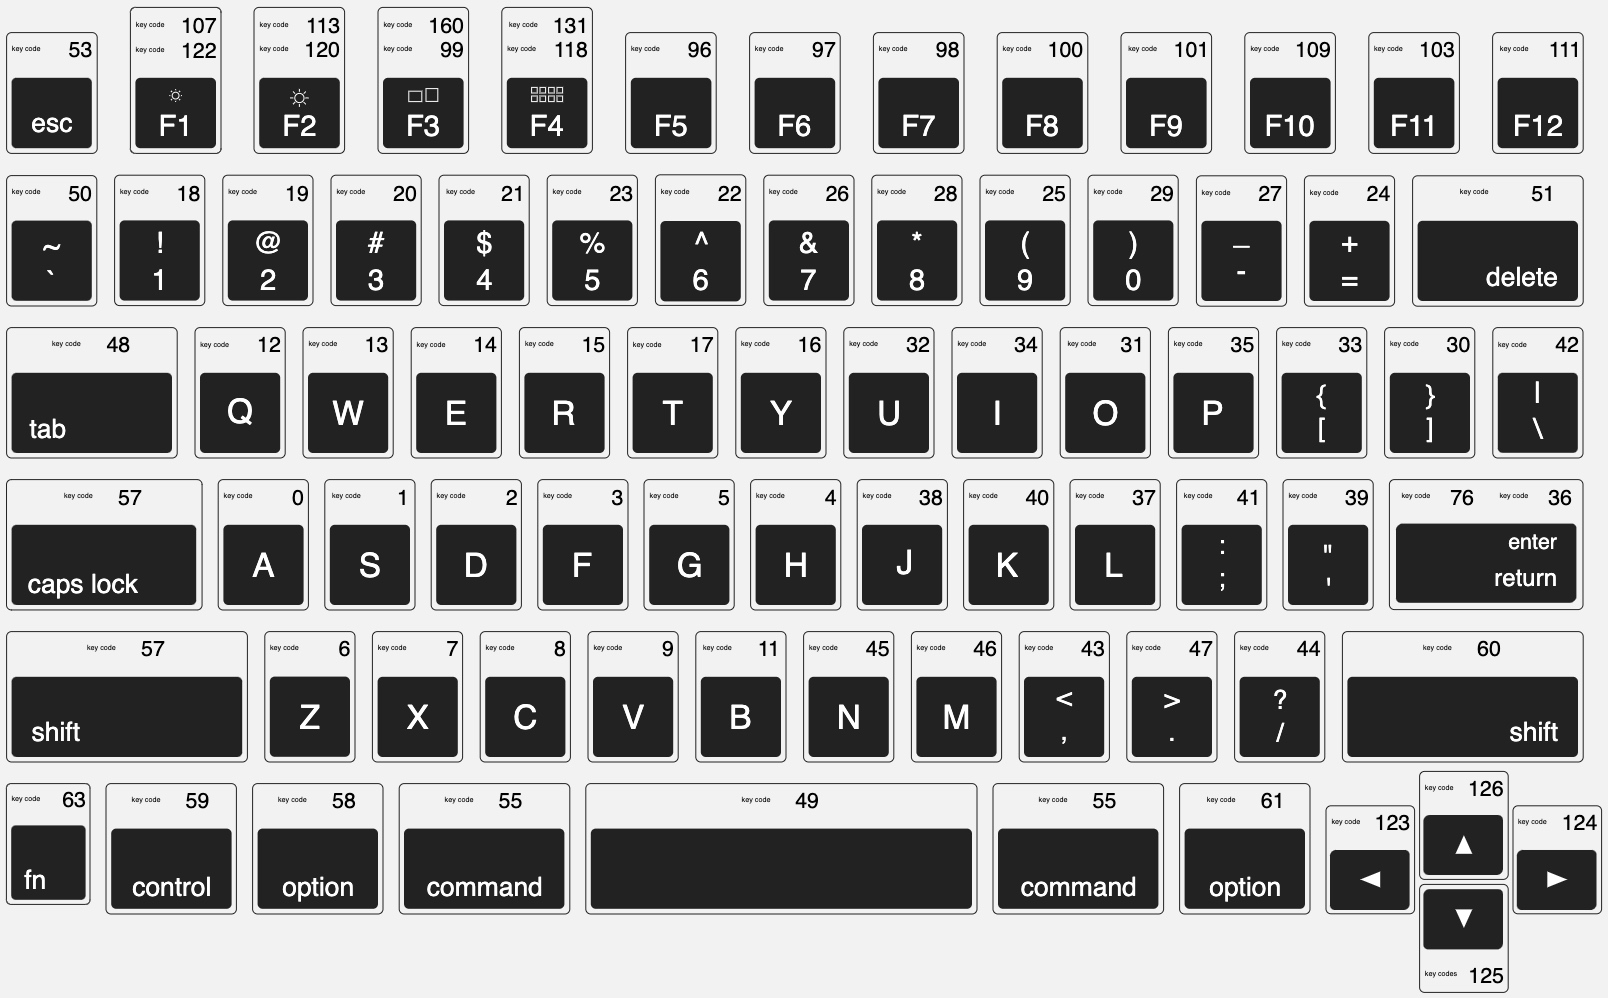 key code 53
key code 107
key code 122
F1
key code 113
key code 120
F2
key code 160
key code 99
F3
key code 131
key code 118
F4
key code 96
F5
key code 97
F6
key code 98
F7
key code 100
F8
key code 101
F9
key code 109
F10
key code 103
F11
key code 111
F12
esc
key code 50
~
`
key code 18
!
1
key code 19
@
2
key code 20
#
3
key code 21
$
4
key code 23
%
5
key code 22
^
6
key code 26
&
7
key code 28
*
8
key code 25
(
9
key code 29
)
0
key code 27
_
-
key code 24
+
=
key code 51
delete
key code 48
tab
key code 12
Q
key code 13
W
key code 14
E
key code 15
R
key code 17
T
key code 16
Y
key code 32
U
key code 34
I
key code 31
O
key code 35
P
key code 33
{
[
key code 30
}
]
key code 42
|
\
key code 57
caps lock
key code 0
A
key code 1
S
key code 2
D
key code 3
F
key code 5
G
key code 4
H
key code 38
J
key code 40
K
key code 37
L
key code 41
:
;
key code 39
"
'
key code 76 key code 36
enter
return
key code 57
shift
key code 6
Z
key code 7
X
key code 8
C
key code 9
V
key code 11
B
key code 45
N
key code 46
M
key code 43
<
,
key code 47
>
.
key code 44
?
/
key code 60
shift
key code 63
fn
key code 59
control
key code 58
option
key code 55
command
key code 49
key code 55
command
key code 61
option
key code 123
◀
key code 126
▲
▼
key codes 125
key code 124
▶